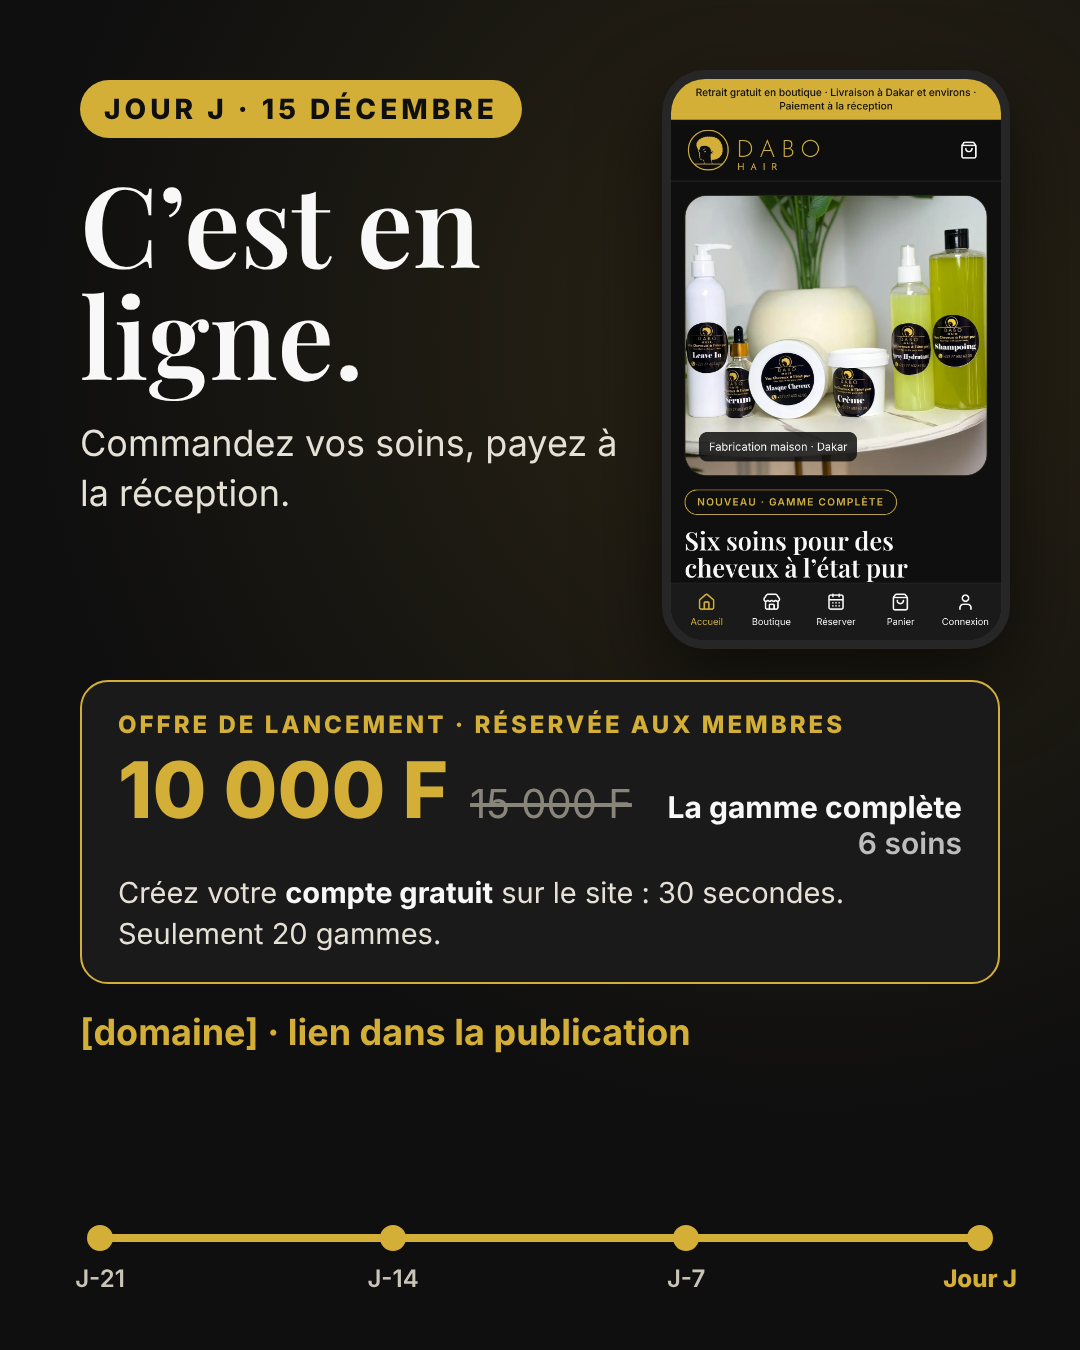 JOUR J · 15 DÉCEMBRE
C’est en
ligne.
Commandez vos soins, payez à
la réception.
Retrait gratuit en boutique · Livraison à Dakar et environs ·
Paiement à la réception
DABO
HAIR
Leave In
Sérum
Masque Cheveux
Crème
Spray Hydratant
Shampoing
Fabrication maison · Dakar
NOUVEAU · GAMME COMPLÈTE
Six soins pour des
cheveux à l’état pur
Accueil
Boutique
Réserver
Panier
Connexion
OFFRE DE LANCEMENT · RÉSERVÉE AUX MEMBRES
10 000 F 15 000 F La gamme complète
6 soins
Créez votre compte gratuit sur le site : 30 secondes.
Seulement 20 gammes.
[domaine] · lien dans la publication
J-21
J-14
J-7
Jour J